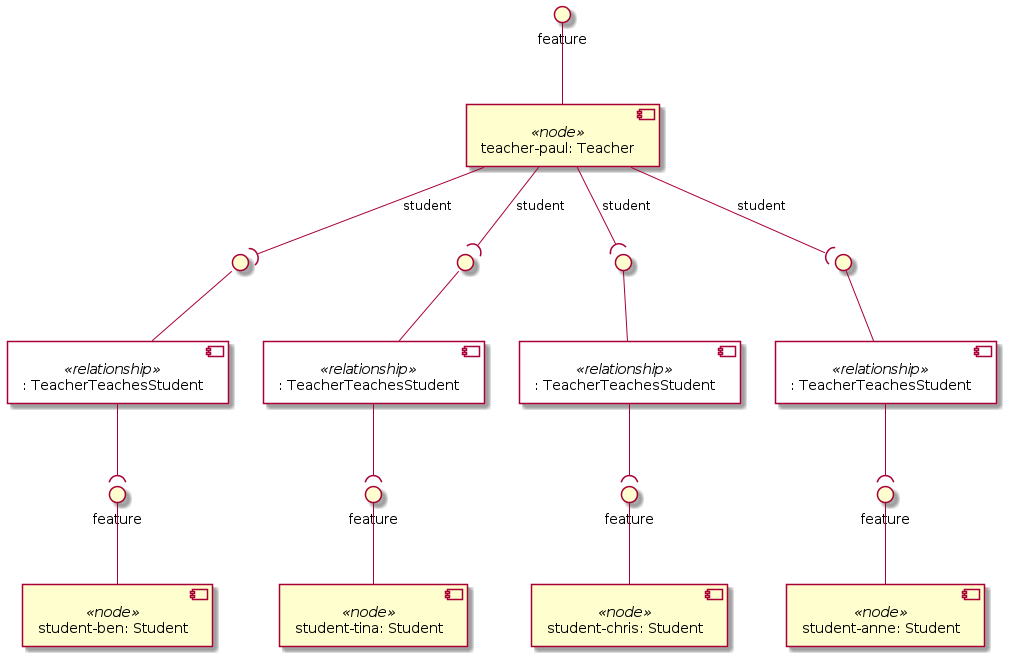 feature
«node»
teacher-paul: Teacher
student
student
student
student
«relationship»
: TeacherTeachesStudent
«relationship»
: TeacherTeachesStudent
«relationship»
: TeacherTeachesStudent
«relationship»
: TeacherTeachesStudent
feature
feature
feature
feature
«node»
student-ben: Student
«node»
student-tina: Student
«node»
student-chris: Student
«node»
student-anne: Student